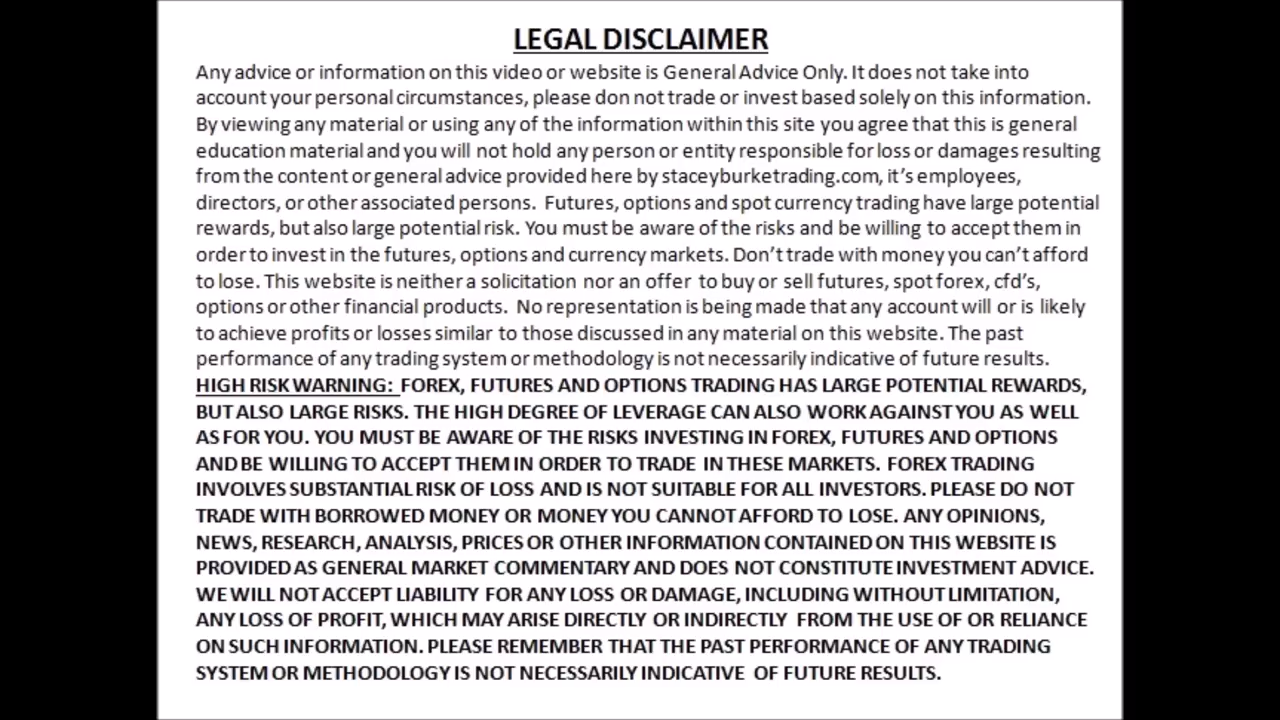 LEGAL DISCLAIMER
Any advice or information on this video or website is General Advice Only. It does not take into
account your personal circumstances, please don not trade or invest based solely on this information.
By viewing any material or using any of the information within this site you agree that this is general
education material and you will not hold any person or entity responsible for loss or damages resulting
from the content or general advice provided here by staceyburketrading.com, it’s employees,
directors, or other associated persons. Futures, options and spot currency trading have large potential
rewards, but also large potential risk. You must be aware of the risks and be willing to accept them in
order to invest in the futures, options and currency markets. Don’t trade with money you can’t afford
to lose. This website is neither a solicitation nor an offer to buy or sell futures, spot forex, cfd’s,
options or other financial products. No representation is being made that any account will or is likely
to achieve profits or losses similar to those discussed in any material on this website. The past
performance of any trading system or methodology is not necessarily indicative of future results.
HIGH RISK WARNING: FOREX, FUTURES AND OPTIONS TRADING HAS LARGE POTENTIAL REWARDS,
BUT ALSO LARGE RISKS. THE HIGH DEGREE OF LEVERAGE CAN ALSO WORK AGAINST YOU AS WELL
AS FOR YOU. YOU MUST BE AWARE OF THE RISKS INVESTING IN FOREX, FUTURES AND OPTIONS
AND BE WILLING TO ACCEPT THEM IN ORDER TO TRADE IN THESE MARKETS. FOREX TRADING
INVOLVES SUBSTANTIAL RISK OF LOSS AND IS NOT SUITABLE FOR ALL INVESTORS. PLEASE DO NOT
TRADE WITH BORROWED MONEY OR MONEY YOU CANNOT AFFORD TO LOSE. ANY OPINIONS,
NEWS, RESEARCH, ANALYSIS, PRICES OR OTHER INFORMATION CONTAINED ON THIS WEBSITE IS
PROVIDED AS GENERAL MARKET COMMENTARY AND DOES NOT CONSTITUTE INVESTMENT ADVICE.
WE WILL NOT ACCEPT LIABILITY FOR ANY LOSS OR DAMAGE, INCLUDING WITHOUT LIMITATION,
ANY LOSS OF PROFIT, WHICH MAY ARISE DIRECTLY OR INDIRECTLY FROM THE USE OF OR RELIANCE
ON SUCH INFORMATION. PLEASE REMEMBER THAT THE PAST PERFORMANCE OF ANY TRADING
SYSTEM OR METHODOLOGY IS NOT NECESSARILY INDICATIVE OF FUTURE RESULTS.